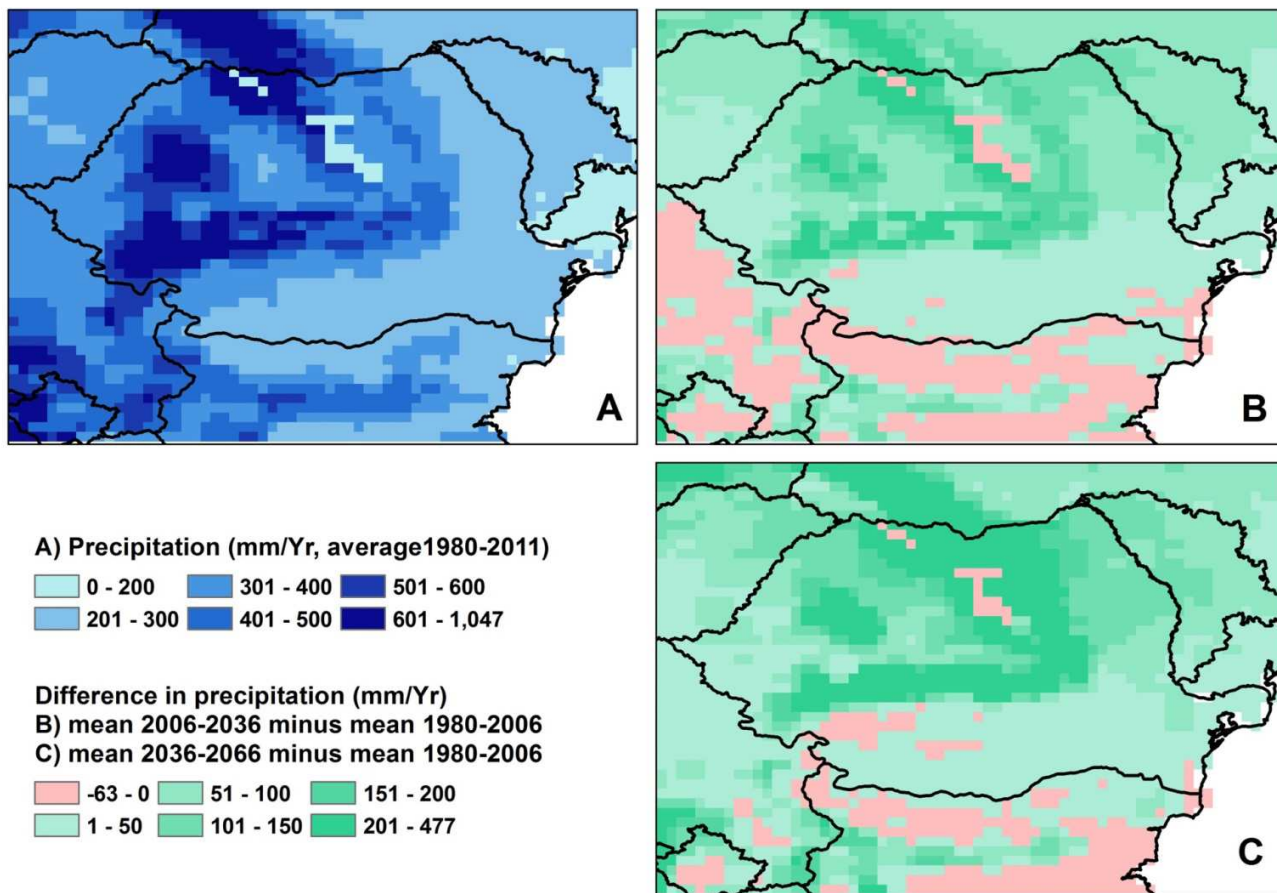 A
B
A) Precipitation (mm/Yr, average1980-2011)
0 - 200
301 - 400
501 - 600
201 - 300
401 - 500
601 - 1,047
Difference in precipitation (mm/Yr)
B) mean 2006-2036 minus mean 1980-2006
C) mean 2036-2066 minus mean 1980-2006
-63 - 0
51 - 100
151 - 200
1 - 50
101 - 150
201 - 477
C